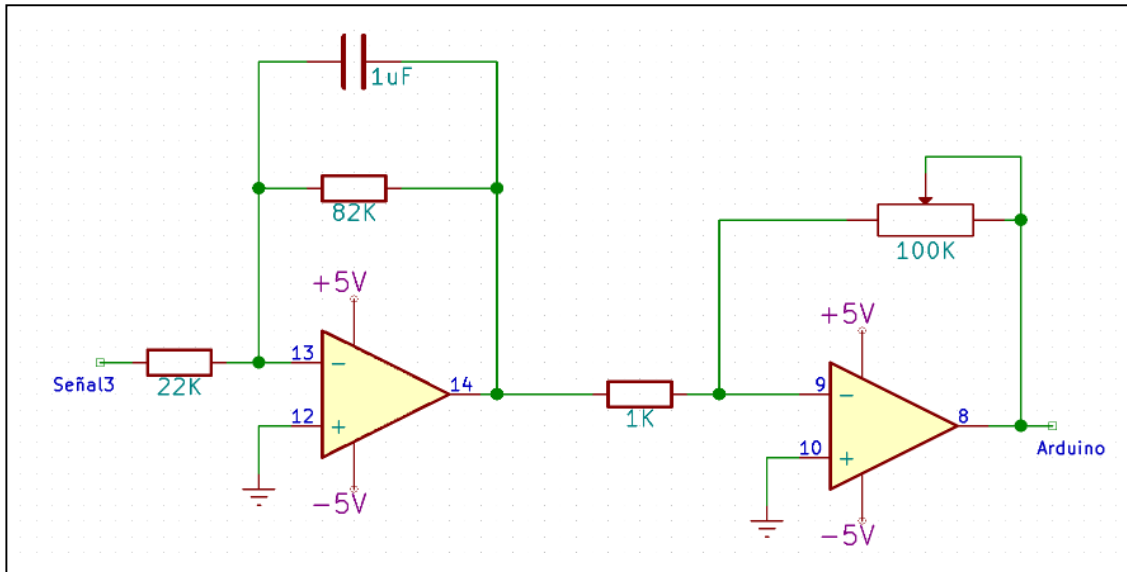 1uF
82K
+5V
13
−
Señal3
22K
14
12
+
−5V
1K
100K
+5V
9
−
8
10
+
Arduino
−5V